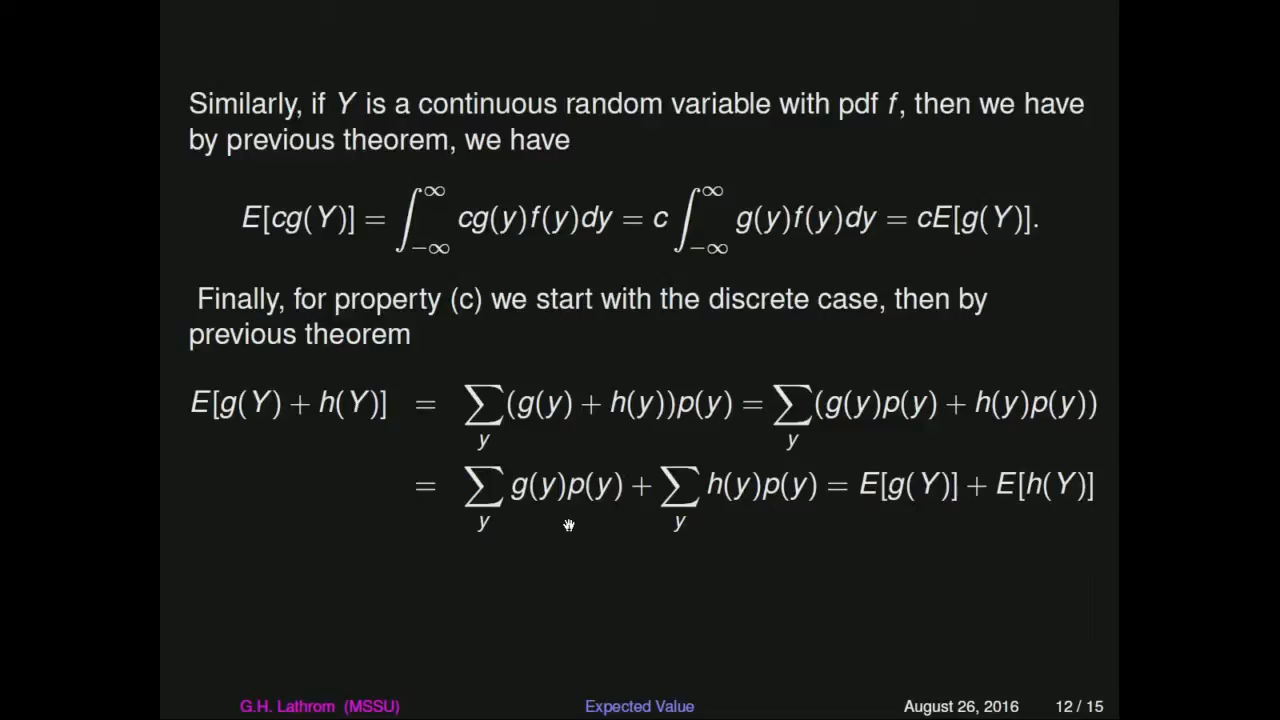 Similarly, if Y is a continuous random variable with pdf f, then we have
by previous theorem, we have
E[cg(Y)] = ∫_{−∞}^{∞} cg(y)f(y)dy = c ∫_{−∞}^{∞} g(y)f(y)dy = cE[g(Y)].
Finally, for property (c) we start with the discrete case, then by
previous theorem
E[g(Y) + h(Y)] = ∑_y (g(y) + h(y))p(y) = ∑_y (g(y)p(y) + h(y)p(y))
= ∑_y g(y)p(y) + ∑_y h(y)p(y) = E[g(Y)] + E[h(Y)]
G.H. Lathrom (MSSU) Expected Value August 26, 2016 12 / 15